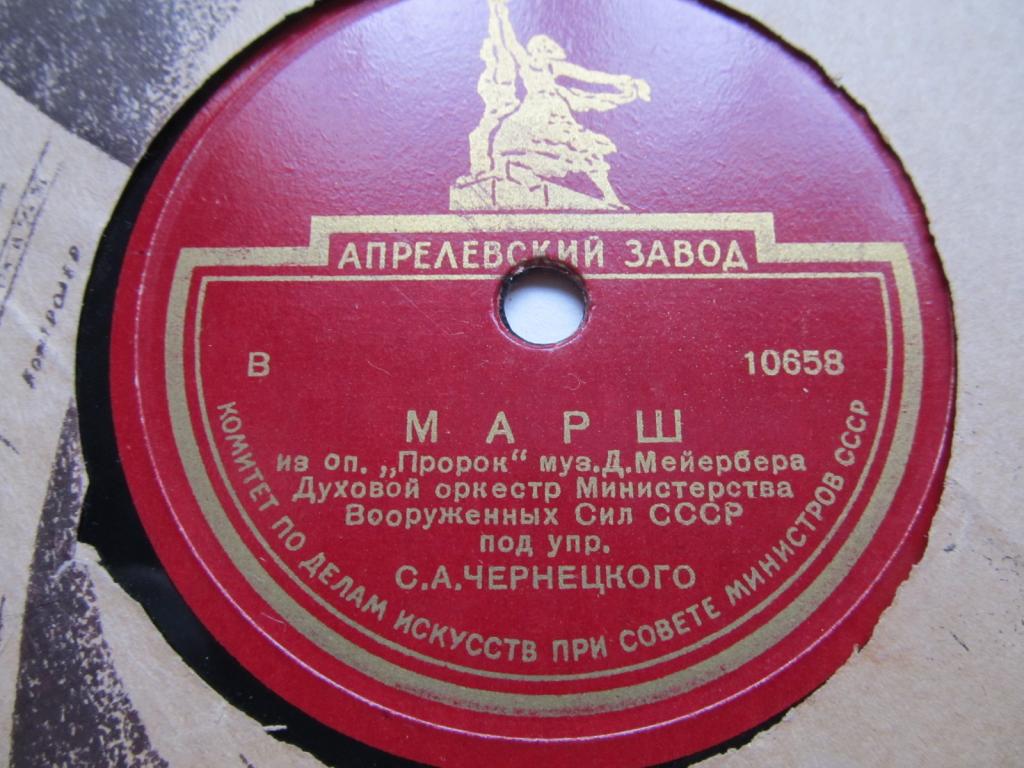 АПРЕЛЕВСКИЙ ЗАВОД
В 10658
МАРШ
из оп. „Пророк“ муз.Д.Мейербера
Духовой оркестр Министерства
Вооруженных Сил СССР
под упр.
С.А.ЧЕРНЕЦКОГО
КОМИТЕТ ПО ДЕЛАМ ИСКУССТВ ПРИ СОВЕТЕ МИНИСТРОВ СССР